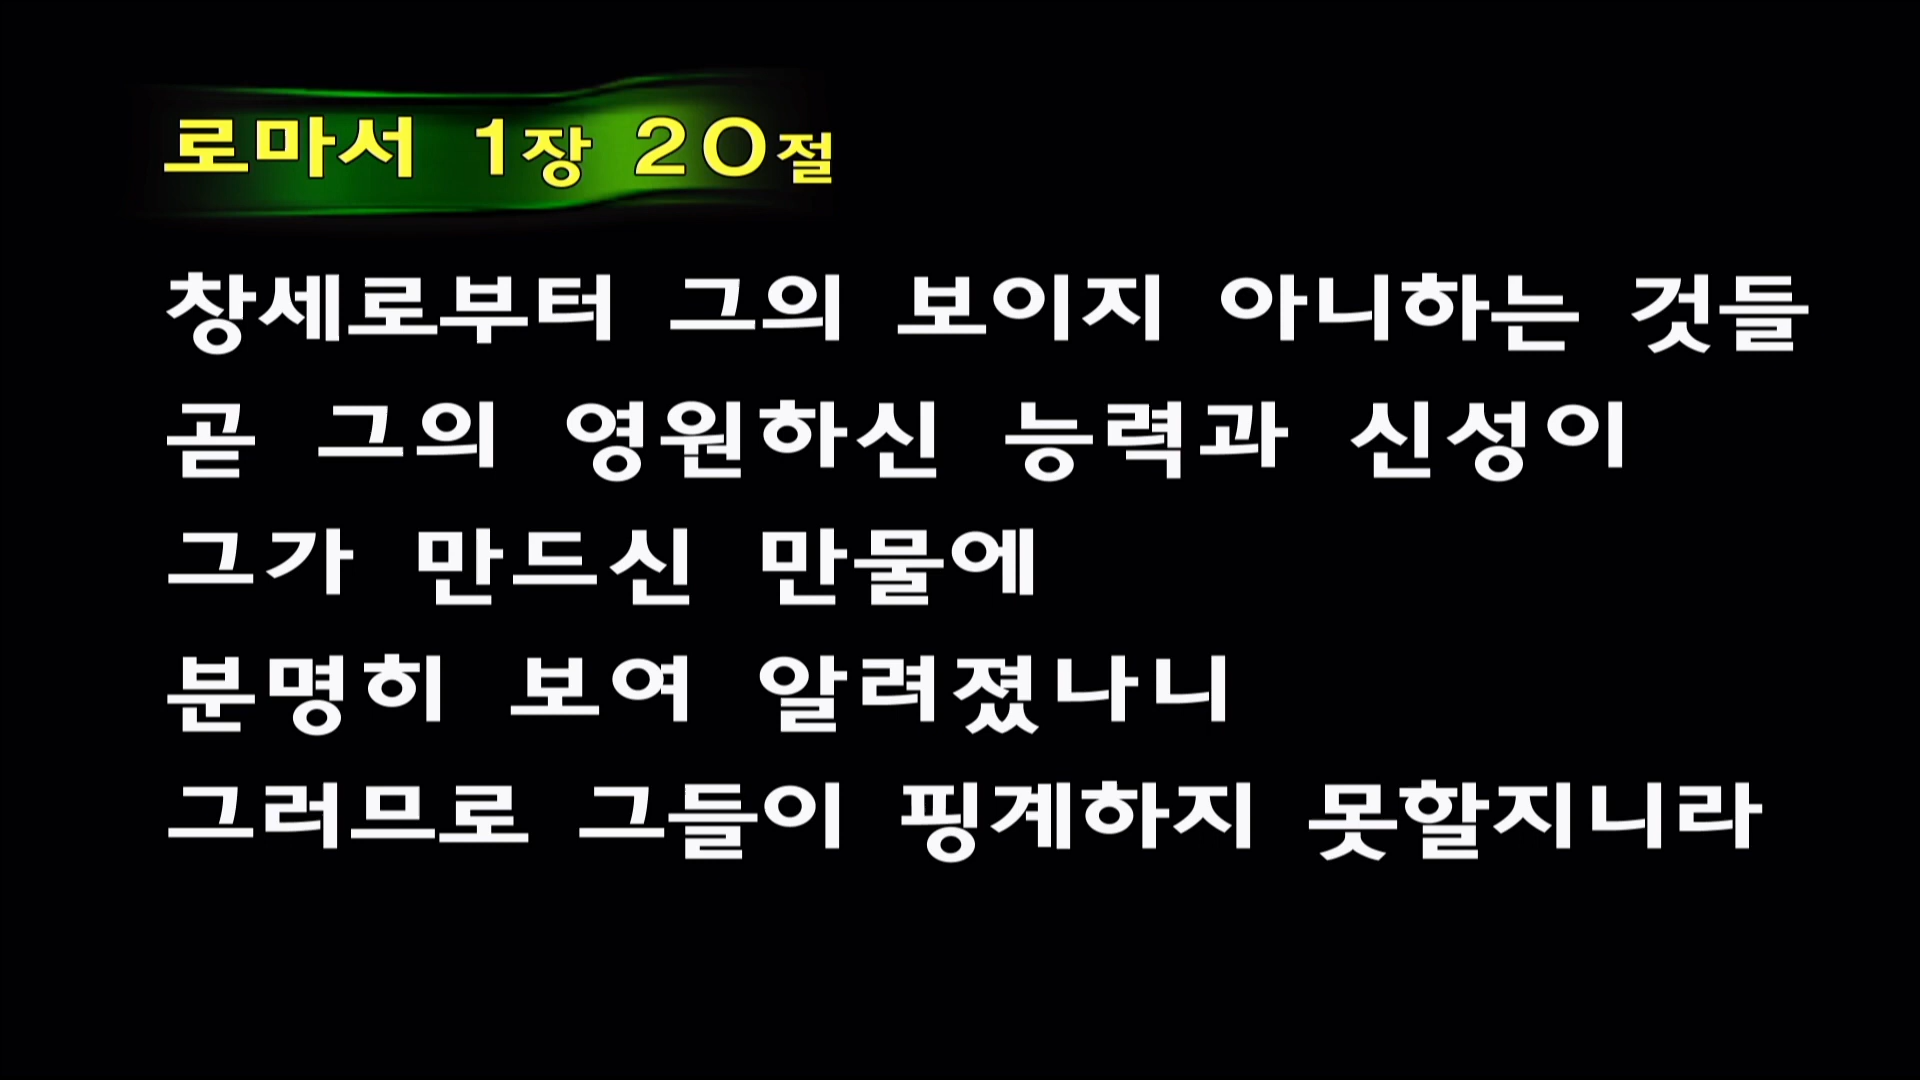 로마서 1장 20절
창세로부터 그의 보이지 아니하는 것들
곧 그의 영원하신 능력과 신성이
그가 만드신 만물에
분명히 보여 알려졌나니
그러므로 그들이 핑계하지 못할지니라